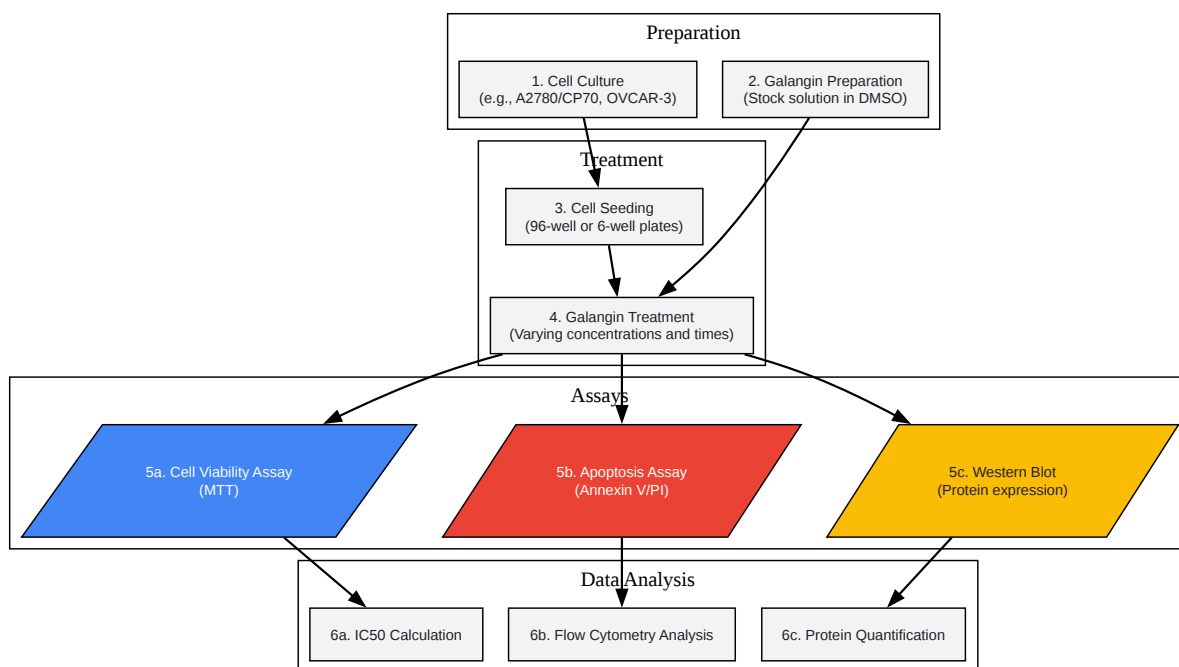 Preparation
1. Cell Culture
(e.g., A2780/CP70, OVCAR-3)
2. Galangin Preparation
(Stock solution in DMSO)
Treatment
3. Cell Seeding
(96-well or 6-well plates)
4. Galangin Treatment
(Varying concentrations and times)
Assays
5a. Cell Viability Assay
(MTT)
5b. Apoptosis Assay
(Annexin V/PI)
5c. Western Blot
(Protein expression)
Data Analysis
6a. IC50 Calculation
6b. Flow Cytometry Analysis
6c. Protein Quantification